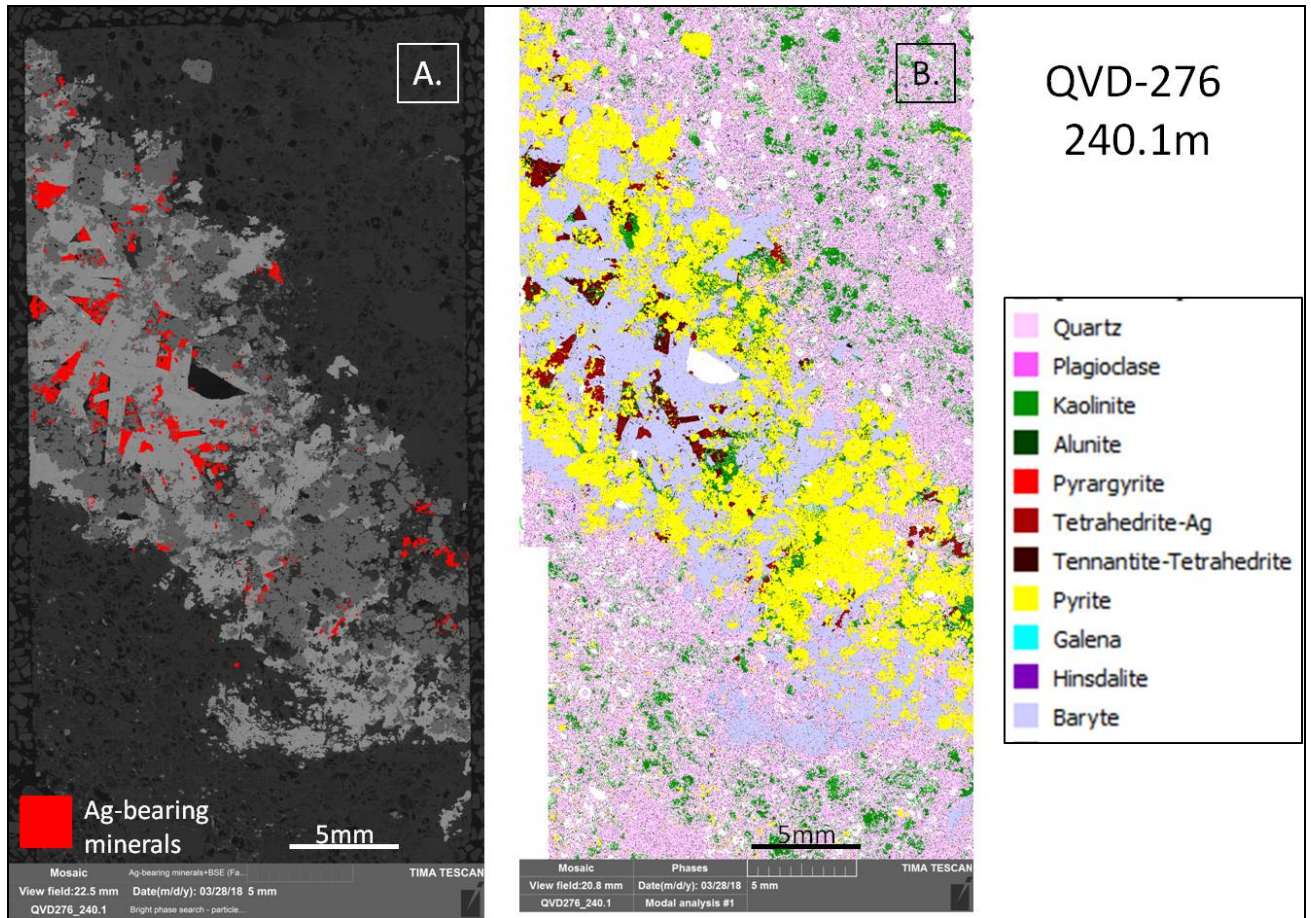 A.
B.
QVD-276
240.1m
Quartz
Plagioclase
Kaolinite
Alunite
Pyrargyrite
Tetrahedrite-Ag
Tennantite-Tetrahedrite
Pyrite
Galena
Hinsdalite
Baryte
Ag-bearing
minerals
5mm
5mm
Mosaic Ag-bearing minerals+BSE (Fa... TIMA TESCAN
View field:22.5 mm Date(m/d/y): 03/28/18 5 mm
QVD276_240.1 Bright phase search - particle...
Mosaic Phases TIMA TESCAN
View field:20.8 mm Date(m/d/y): 03/28/18 5 mm
QVD276_240.1 Modal analysis #1